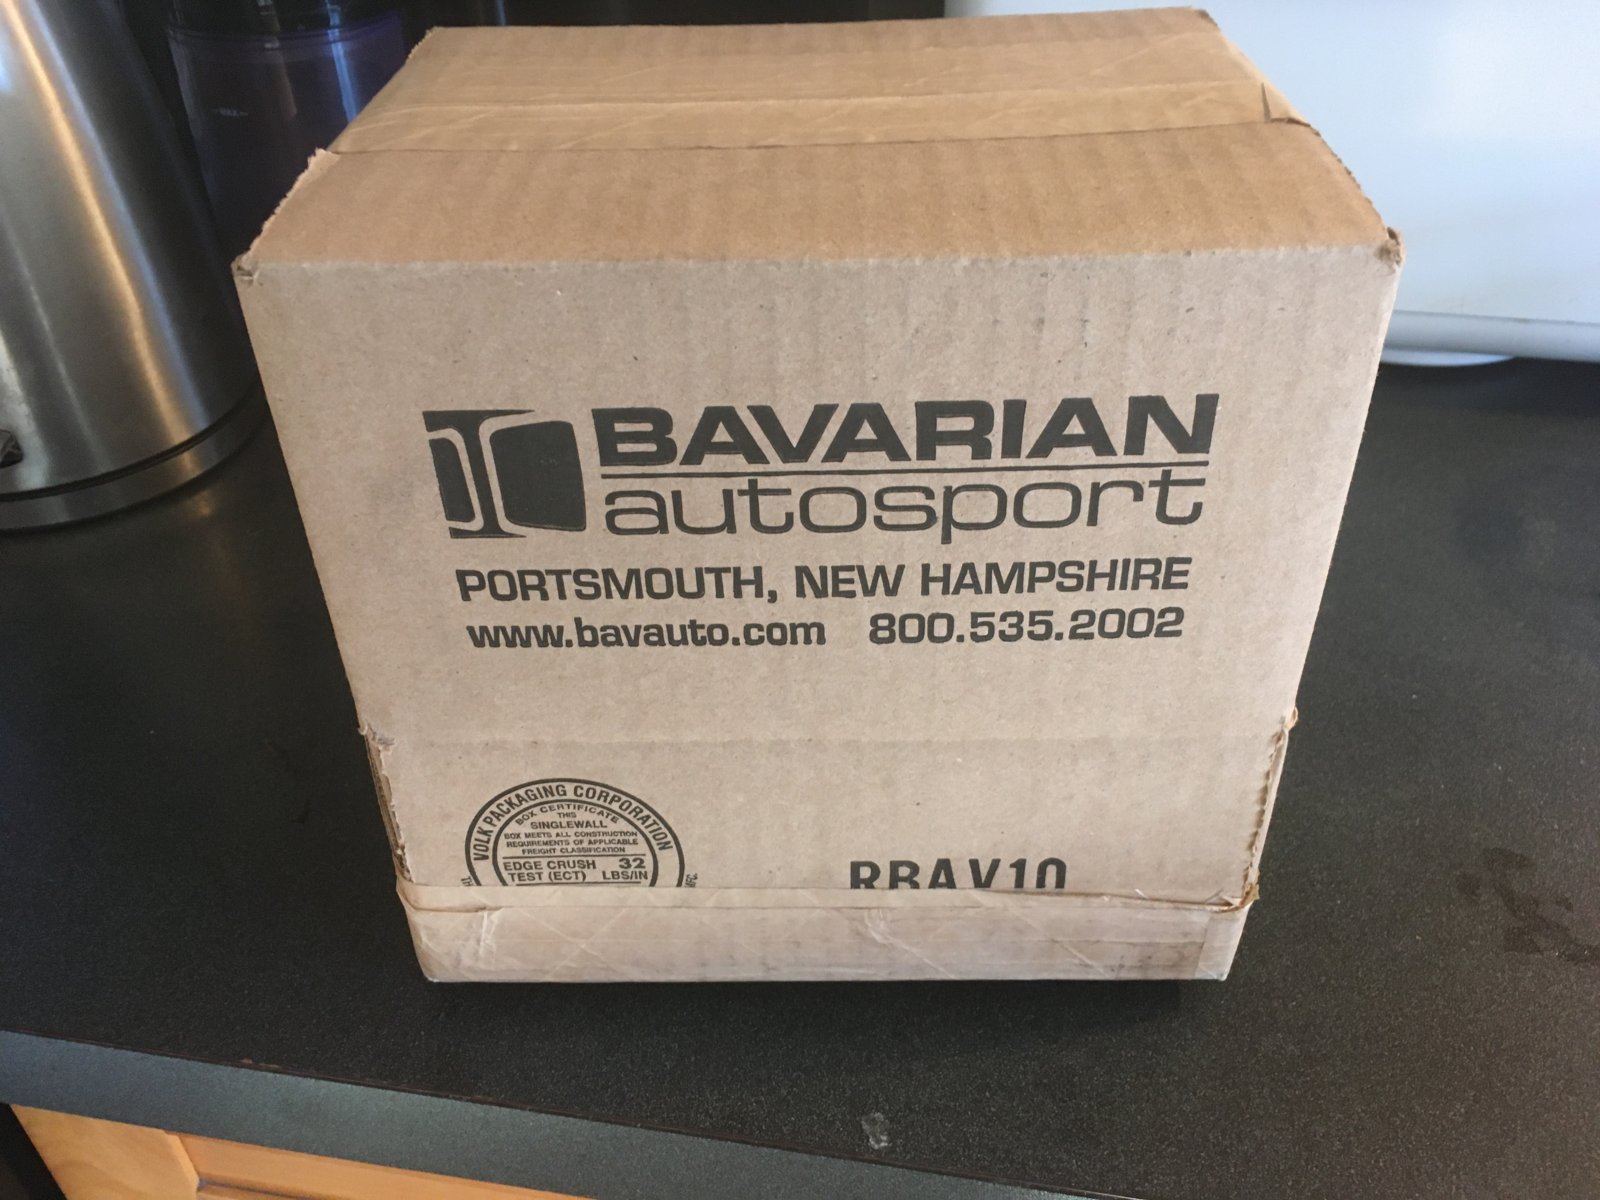 BAVARIAN
autosport
PORTSMOUTH, NEW HAMPSHIRE
www.bavauto.com 800.535.2002
VOLK PACKAGING CORPORATION
BOX CERTIFICATE
THIS
SINGLEWALL
BOX MEETS ALL CONSTRUCTION
REQUIREMENTS OF APPLICABLE
FREIGHT CLASSIFICATION
EDGE CRUSH 32
TEST (ECT) LBS/IN
RBAV10